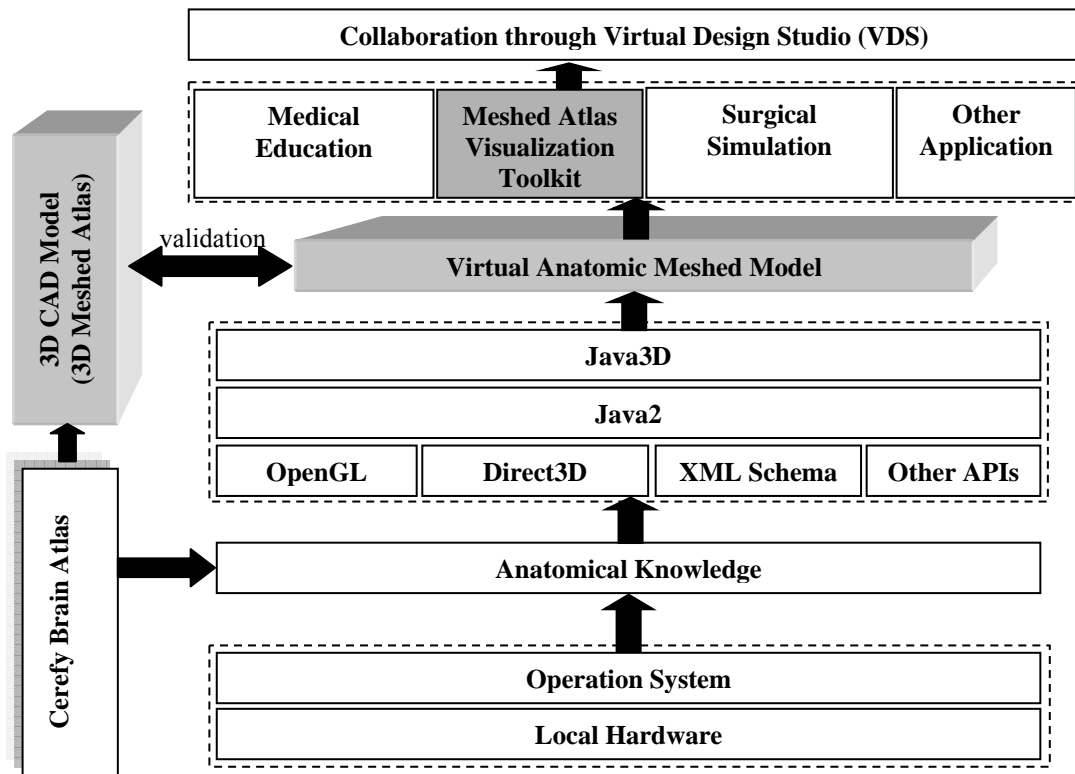 Collaboration through Virtual Design Studio (VDS)
Medical
Education
Meshed Atlas
Visualization
Toolkit
Surgical
Simulation
Other
Application
3D CAD Model
(3D Meshed Atlas)
validation
Virtual Anatomic Meshed Model
Java3D
Java2
OpenGL
Direct3D
XML Schema
Other APIs
Cerefy Brain Atlas
Anatomical Knowledge
Operation System
Local Hardware